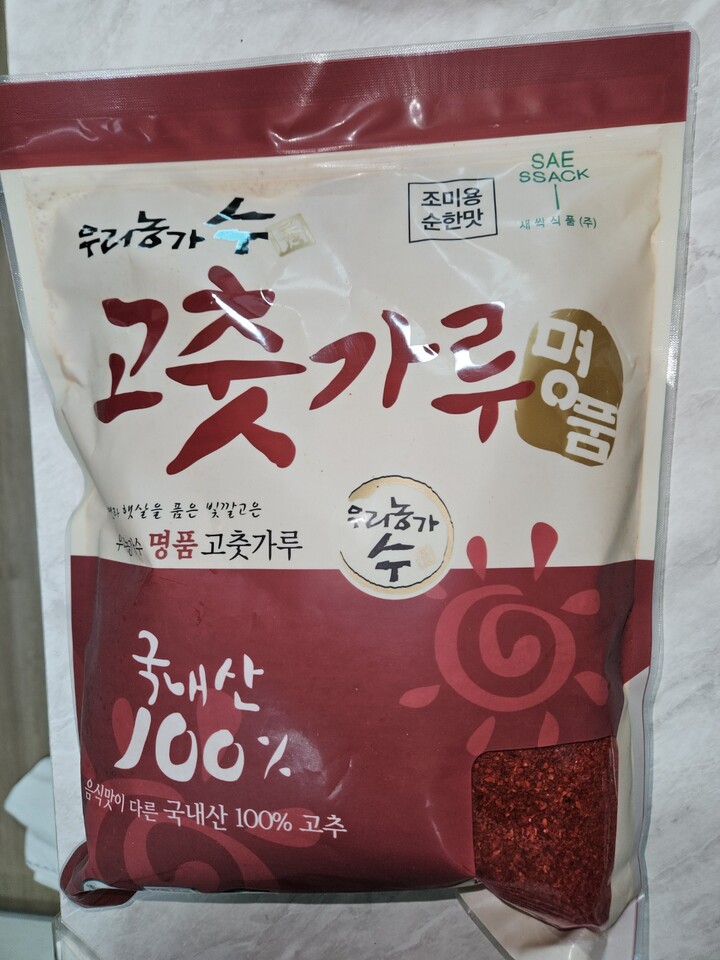 SAE
SSACK
새싹식품(주)
조미용
순한맛
우리농가 수
고춧가루
명품
햇살을 품은 빛깔고은
명품 고춧가루
우리농가
수
국내산
100%
음식맛이 다른 국내산 100% 고추